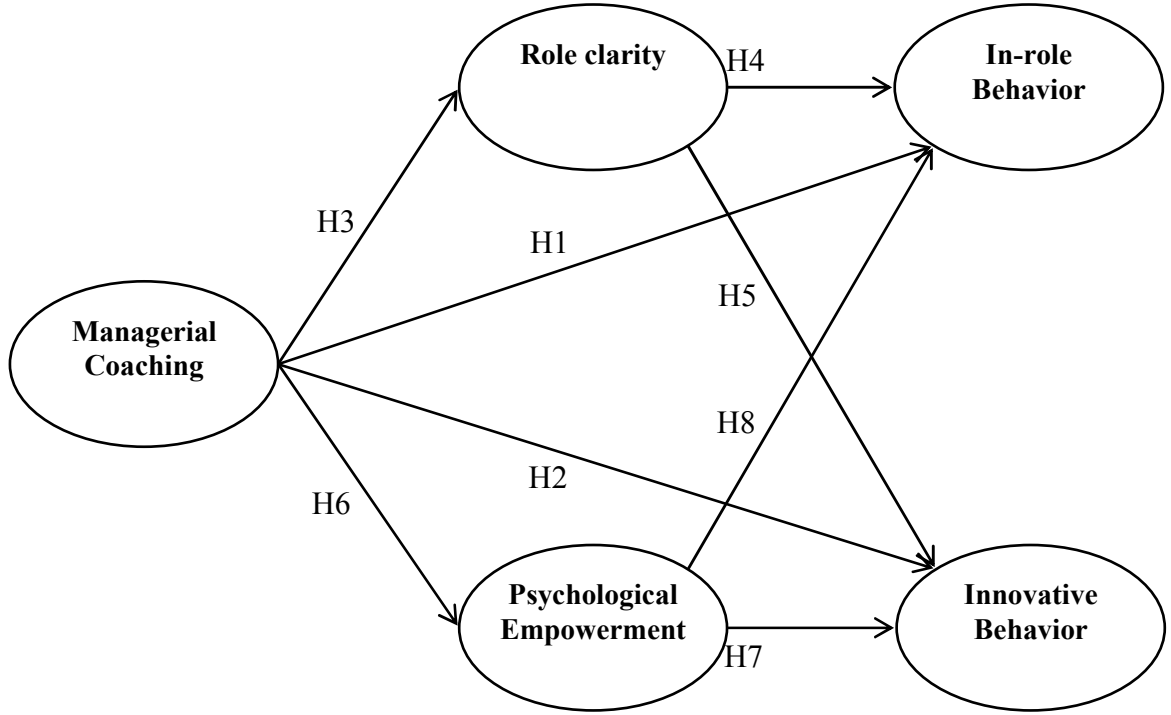 Role clarity
H4
In-role
Behavior
H3
H1
H5
Managerial
Coaching
H8
H2
H6
Psychological
Empowerment
H7
Innovative
Behavior